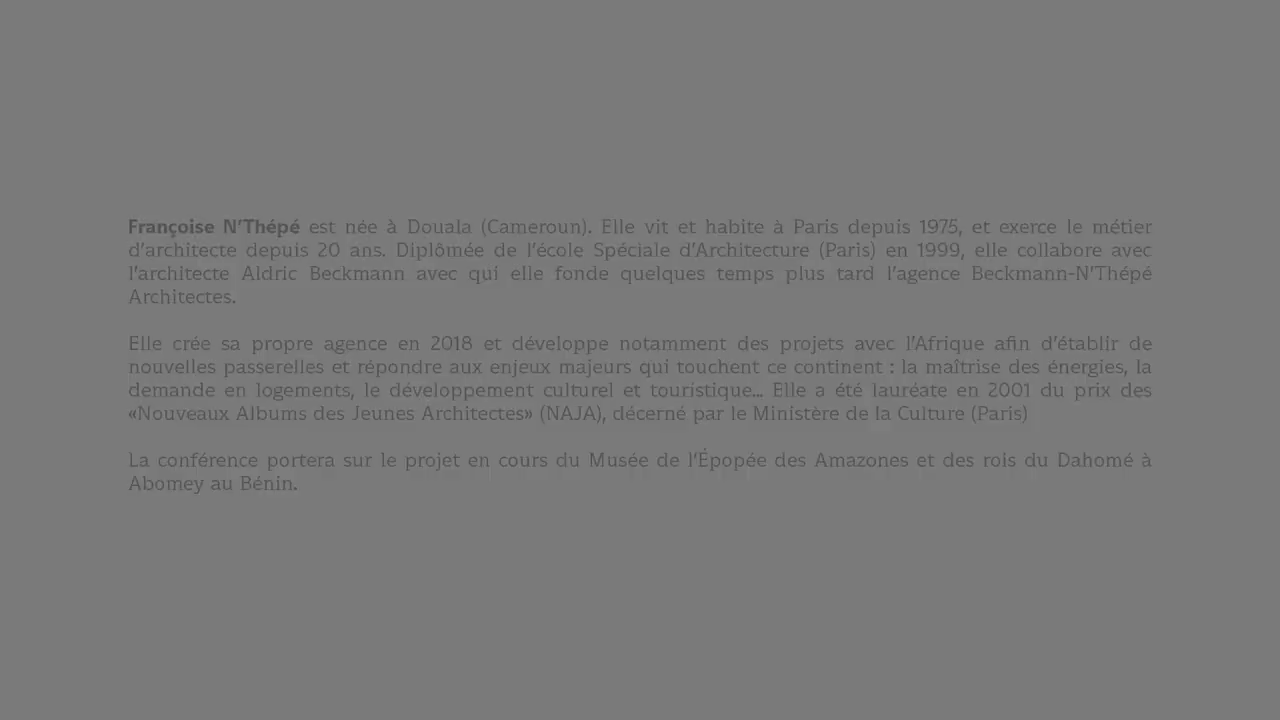 Françoise N'Thépé est née à Douala (Cameroun). Elle vit et habite à Paris depuis 1975, et exerce le métier
d'architecte depuis 20 ans. Diplômée de l'école Spéciale d'Architecture (Paris) en 1999, elle collabore avec
l'architecte Aldric Beckmann avec qui elle fonde quelques temps plus tard l'agence Beckmann-N'Thépé
Architectes.
Elle crée sa propre agence en 2018 et développe notamment des projets avec l'Afrique afin d'établir de
nouvelles passerelles et répondre aux enjeux majeurs qui touchent ce continent : la maîtrise des énergies, la
demande en logements, le développement culturel et touristique... Elle a été lauréate en 2001 du prix des
«Nouveaux Albums des Jeunes Architectes» (NAJA), décerné par le Ministère de la Culture (Paris)
La conférence portera sur le projet en cours du Musée de l'Épopée des Amazones et des rois du Dahomé à
Abomey au Bénin.